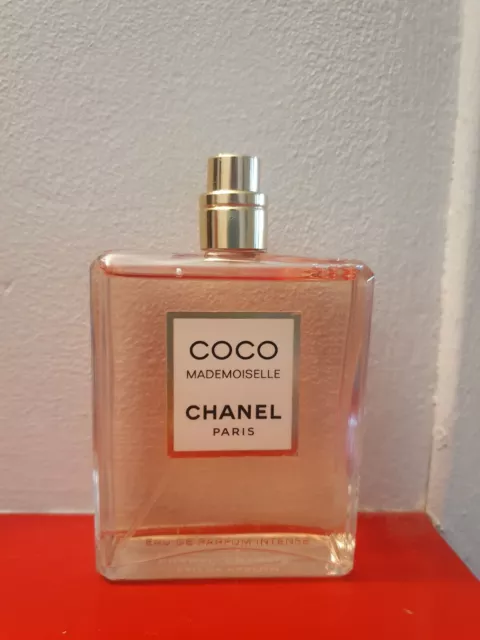 COCO
MADEMOISELLE
CHANEL
PARIS
EAU DE PARFUM INTENSE